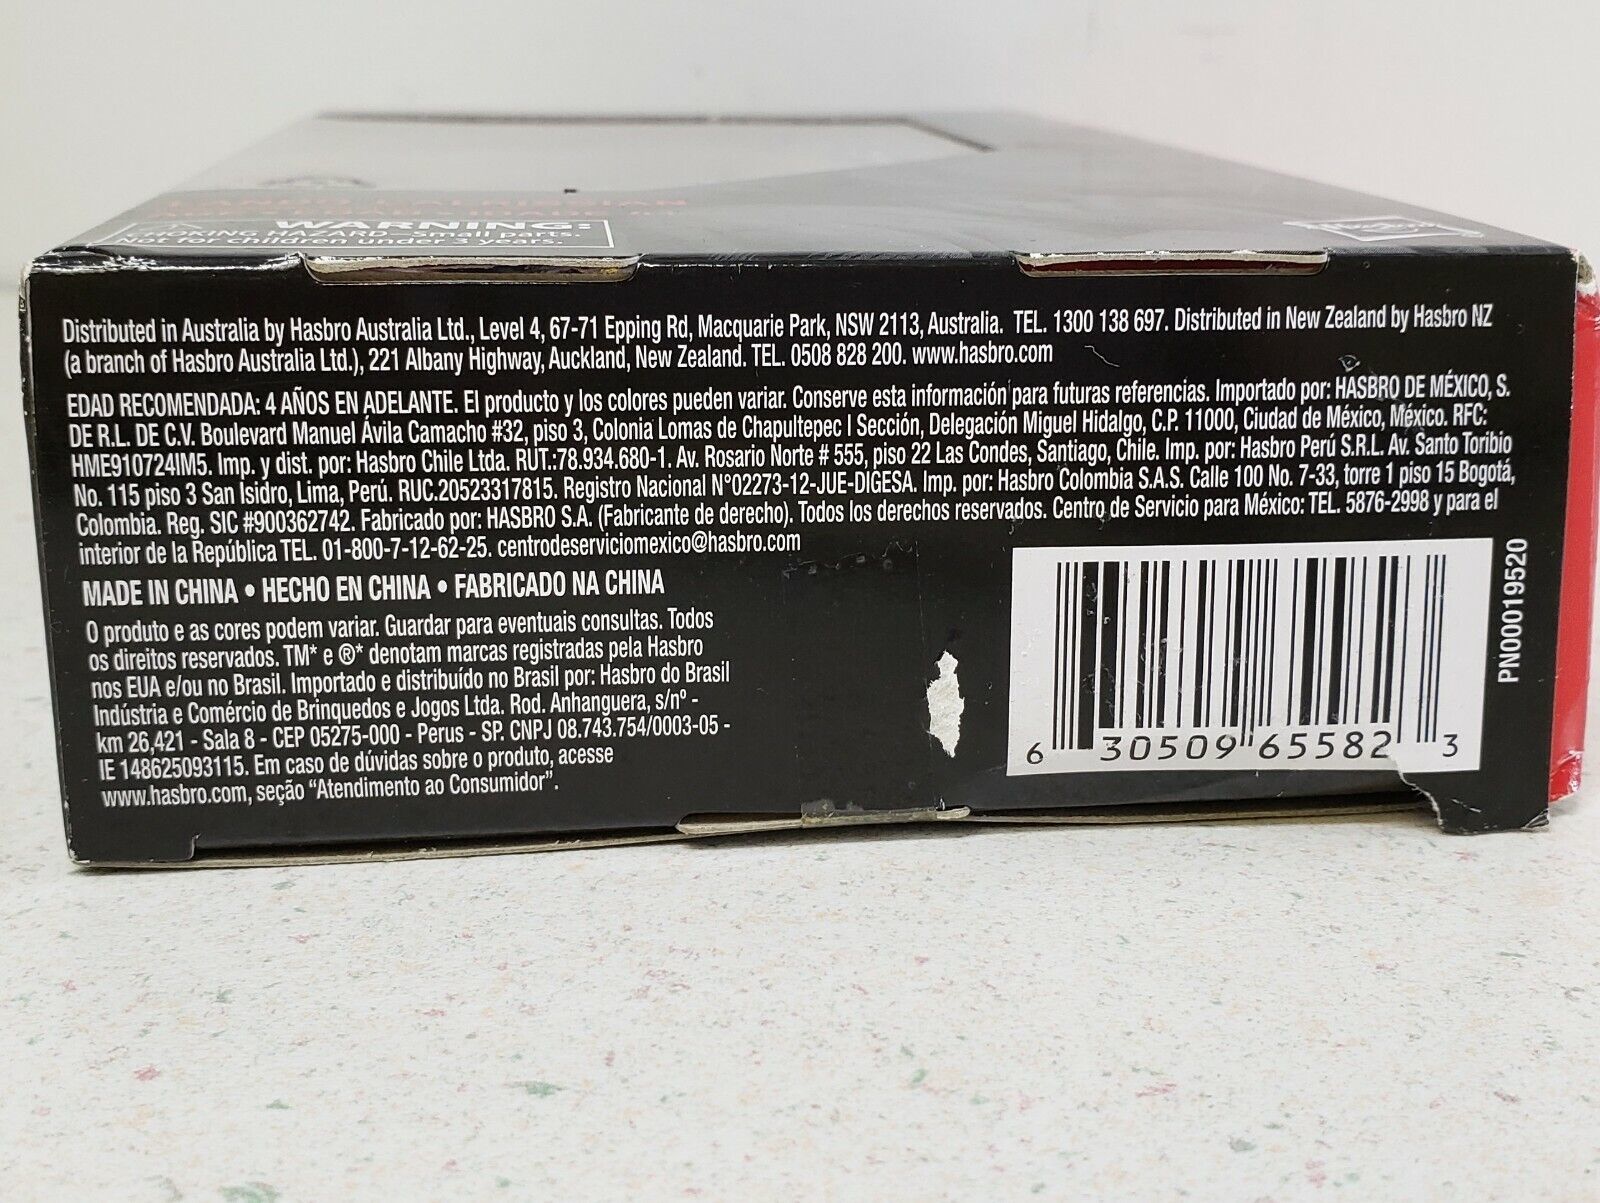 LANDO CALRISSIAN
WARNING:
CHOKING HAZARD—Small parts.
Not for children under 3 years.
Distributed in Australia by Hasbro Australia Ltd., Level 4, 67-71 Epping Rd, Macquarie Park, NSW 2113, Australia. TEL. 1300 138 697. Distributed in New Zealand by Hasbro NZ
(a branch of Hasbro Australia Ltd.), 221 Albany Highway, Auckland, New Zealand. TEL. 0508 828 200. www.hasbro.com
EDAD RECOMENDADA: 4 AÑOS EN ADELANTE. El producto y los colores pueden variar. Conserve esta información para futuras referencias. Importado por: HASBRO DE MÉXICO, S.
DE R.L. DE C.V. Boulevard Manuel Ávila Camacho #32, piso 3, Colonia Lomas de Chapultepec I Sección, Delegación Miguel Hidalgo, C.P. 11000, Ciudad de México, México. RFC:
HME910724IM5. Imp. y dist. por: Hasbro Chile Ltda. RUT.:78.934.680-1. Av. Rosario Norte # 555, piso 22 Las Condes, Santiago, Chile. Imp. por: Hasbro Perú S.R.L. Av. Santo Toribio
No. 115 piso 3 San Isidro, Lima, Perú. RUC.20523317815. Registro Nacional N°02273-12-JUE-DIGESA. Imp. por: Hasbro Colombia S.A.S. Calle 100 No. 7-33, torre 1 piso 15 Bogotá,
Colombia. Reg. SIC #900362742. Fabricado por: HASBRO S.A. (Fabricante de derecho). Todos los derechos reservados. Centro de Servicio para México: TEL. 5876-2998 y para el
interior de la República TEL. 01-800-7-12-62-25. centrodeserviciomexico@hasbro.com
MADE IN CHINA • HECHO EN CHINA • FABRICADO NA CHINA
O produto e as cores podem variar. Guardar para eventuais consultas. Todos
os direitos reservados. TM* e ®* denotam marcas registradas pela Hasbro
nos EUA e/ou no Brasil. Importado e distribuído no Brasil por: Hasbro do Brasil
Indústria e Comércio de Brinquedos e Jogos Ltda. Rod. Anhanguera, s/nº -
km 26,421 - Sala 8 - CEP 05275-000 - Perus - SP. CNPJ 08.743.754/0003-05 -
IE 148625093115. Em caso de dúvidas sobre o produto, acesse
www.hasbro.com, seção “Atendimento ao Consumidor”.
6 30509 65582 3
PN00019520